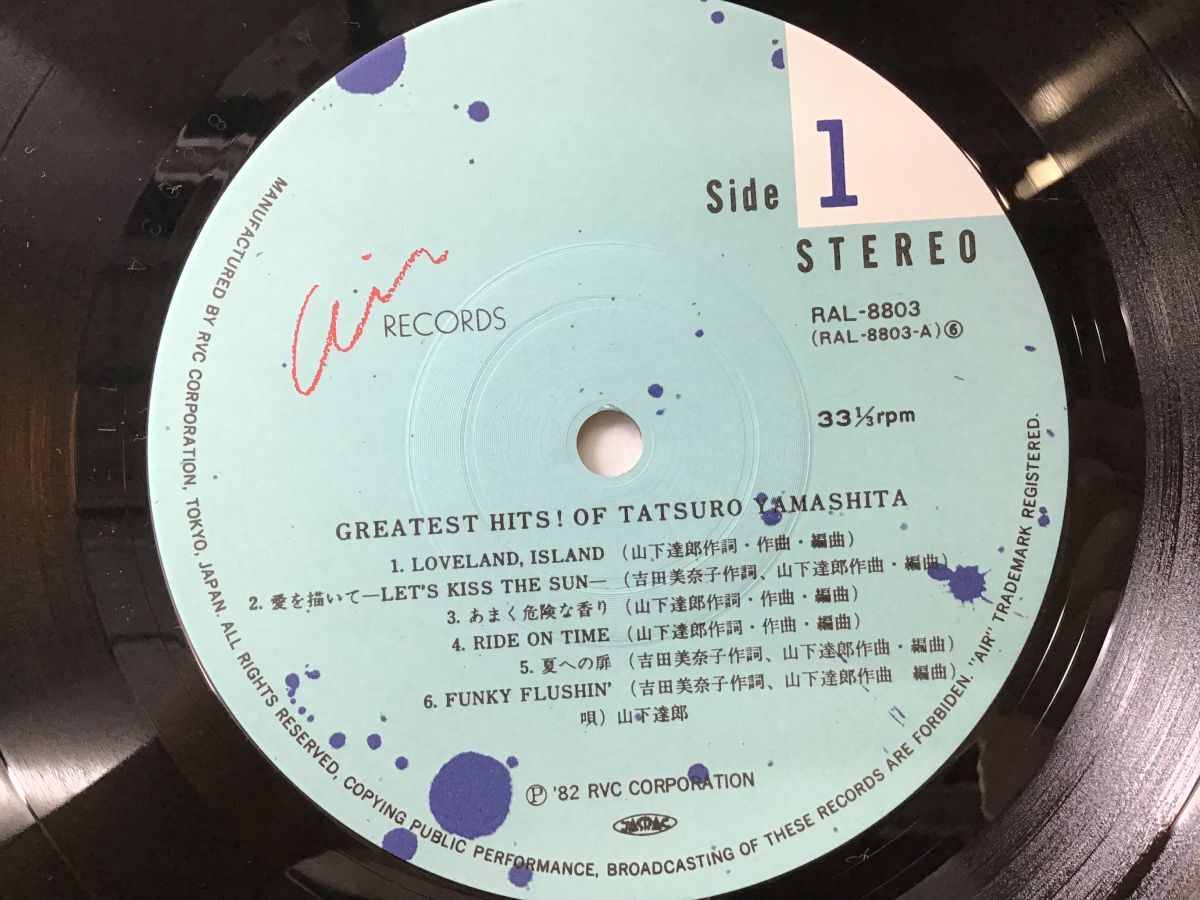 Side 1
STEREO
Air RECORDS
RAL-8803
(RAL-8803-A)⑥
33⅓rpm
GREATEST HITS! OF TATSURO YAMASHITA
1. LOVELAND, ISLAND (山下達郎作詞・作曲・編曲)
2. 愛を描いて—LET'S KISS THE SUN— (吉田美奈子作詞、山下達郎作曲・編曲)
3. あまく危険な香り (山下達郎作詞・作曲・編曲)
4. RIDE ON TIME (山下達郎作詞・作曲・編曲)
5. 夏への扉 (吉田美奈子作詞、山下達郎作曲・編曲)
6. FUNKY FLUSHIN' (吉田美奈子作詞、山下達郎作曲 編曲)
唄) 山下達郎
Ⓟ '82 RVC CORPORATION
JASRAC
MANUFACTURED BY RVC CORPORATION, TOKYO, JAPAN. ALL RIGHTS RESERVED, COPYING PUBLIC PERFORMANCE, BROADCASTING OF THESE RECORDS ARE FORBIDEN. "AIR" TRADEMARK REGISTERED.